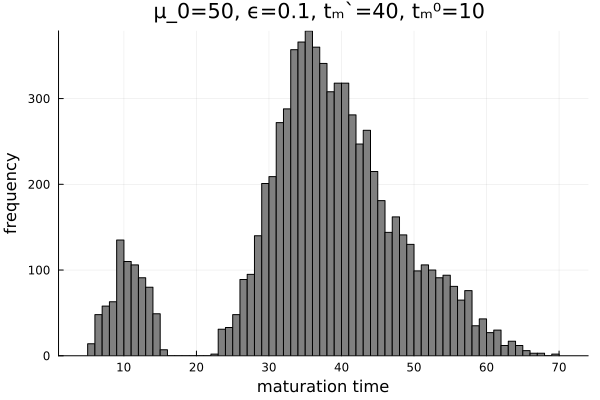 μ_0=50, ϵ=0.1, tₘ`=40, tₘ⁰=10
frequency
300
200
100
0
10 20 30 40 50 60 70
maturation time